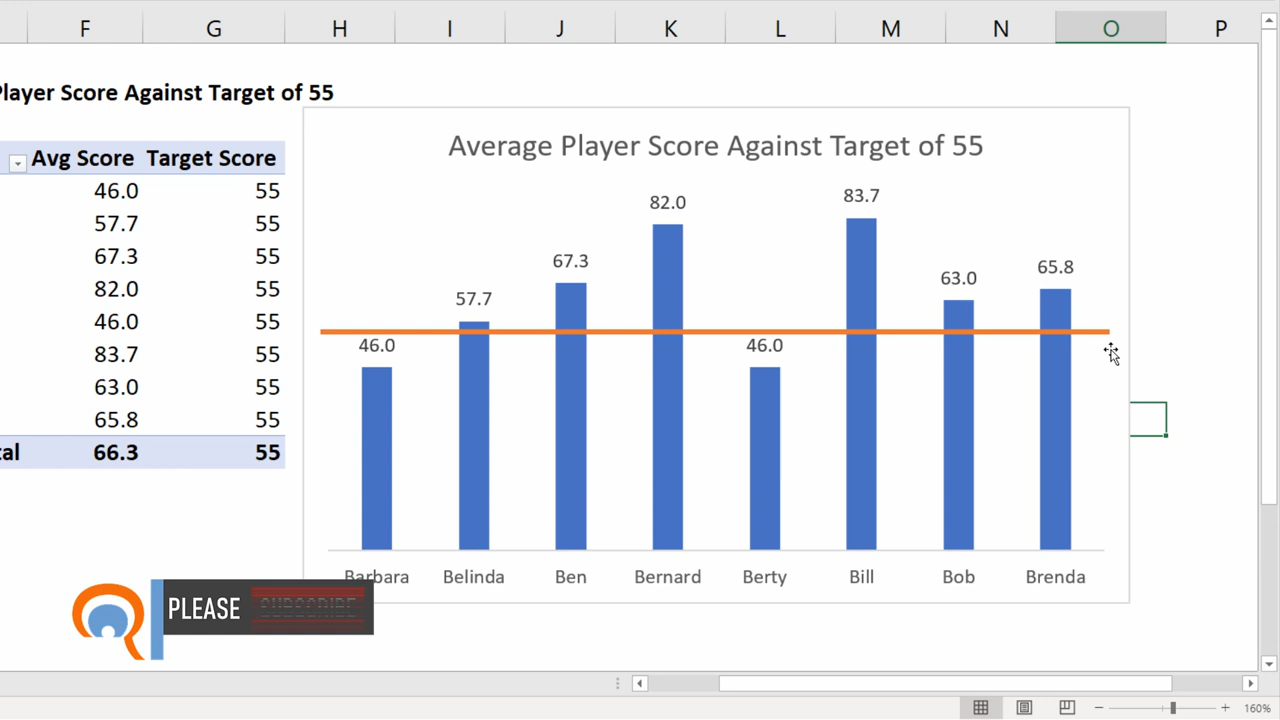 F G H I J K L M N O P
Player Score Against Target of 55
Avg Score Target Score
46.0 55
57.7 55
67.3 55
82.0 55
46.0 55
83.7 55
63.0 55
65.8 55
tal 66.3 55
Average Player Score Against Target of 55
46.0 57.7 67.3 82.0 46.0 83.7 63.0 65.8
Barbara Belinda Ben Bernard Berty Bill Bob Brenda
PLEASE SUBSCRIBE
160%